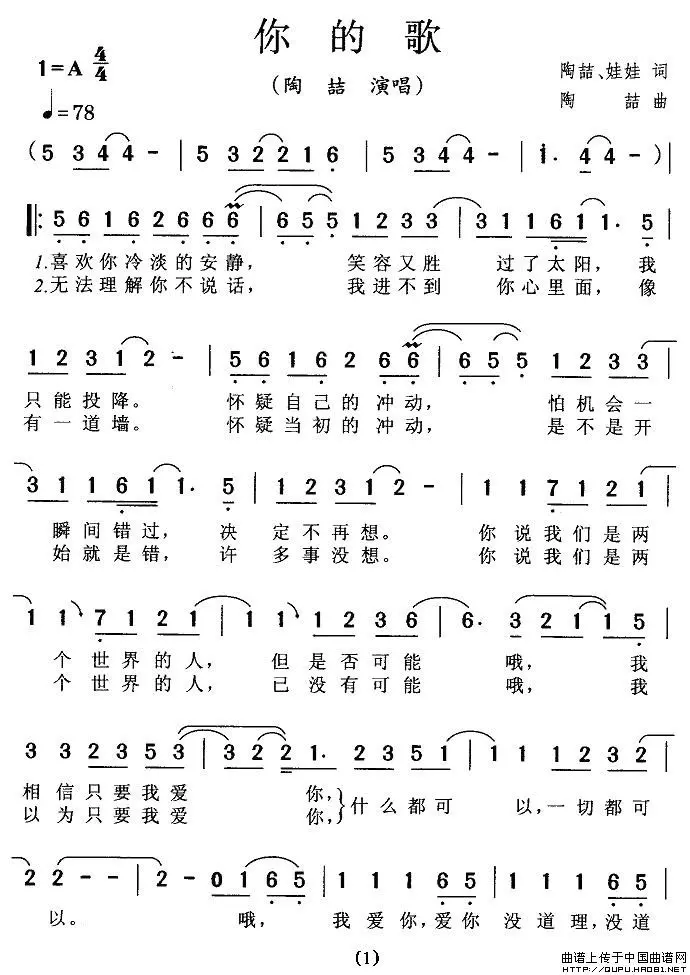 你的歌
1=A 4/4
(陶喆 演唱)
陶喆、娃娃 词
♩=78
陶喆 曲
(5 3 4 4 - | 5 3 2 2 1 6 | 5 3 4 4 - | i· 4 4 - )|
‖: 5 6 1 6 2 6 6 6 | 6 5 5 1 2 3 3 | 3 1 1 6 1 1· 5 |
1.喜欢你冷淡的安静， 笑容又胜 过了太阳，我
2.无法理解你不说话， 我进不到 你心里面，像
1 2 3 1 2 - | 5 6 1 6 2 6 6 | 6 5 5 1 2 3 3 |
只能投降。 怀疑自己的冲动， 怕机会一
有一道墙。 怀疑当初的冲动， 是不是开
3 1 1 6 1 1· 5 | 1 2 3 1 2 - | 1 1 7 1 2 1 |
瞬间错过，决 定不再想。 你说我们是两
始就是错，许 多事没想。 你说我们是两
1 1 7 1 2 1 | 1 1 1 2 3 6 | 6· 3 2 1 1 5 |
个世界的人， 但是否可能 哦，我
个世界的人， 已没有可能 哦，我
3 3 2 3 5 3 | 3 2 2 1· 2 3 5 1 | 1 1 1 2 3 2 |
相信只要我爱 你，
什么都可 以，一切都可
以为只要我爱 你，
2 2 - - | 2 - 0 1 6 5 | 1 1 1 6 5 | 1 1 1 6 5 |
以。 哦， 我爱你，爱你 没道理，没道
(1)
曲谱上传于中国曲谱网
HTTP://QUPU.HAO81.NET